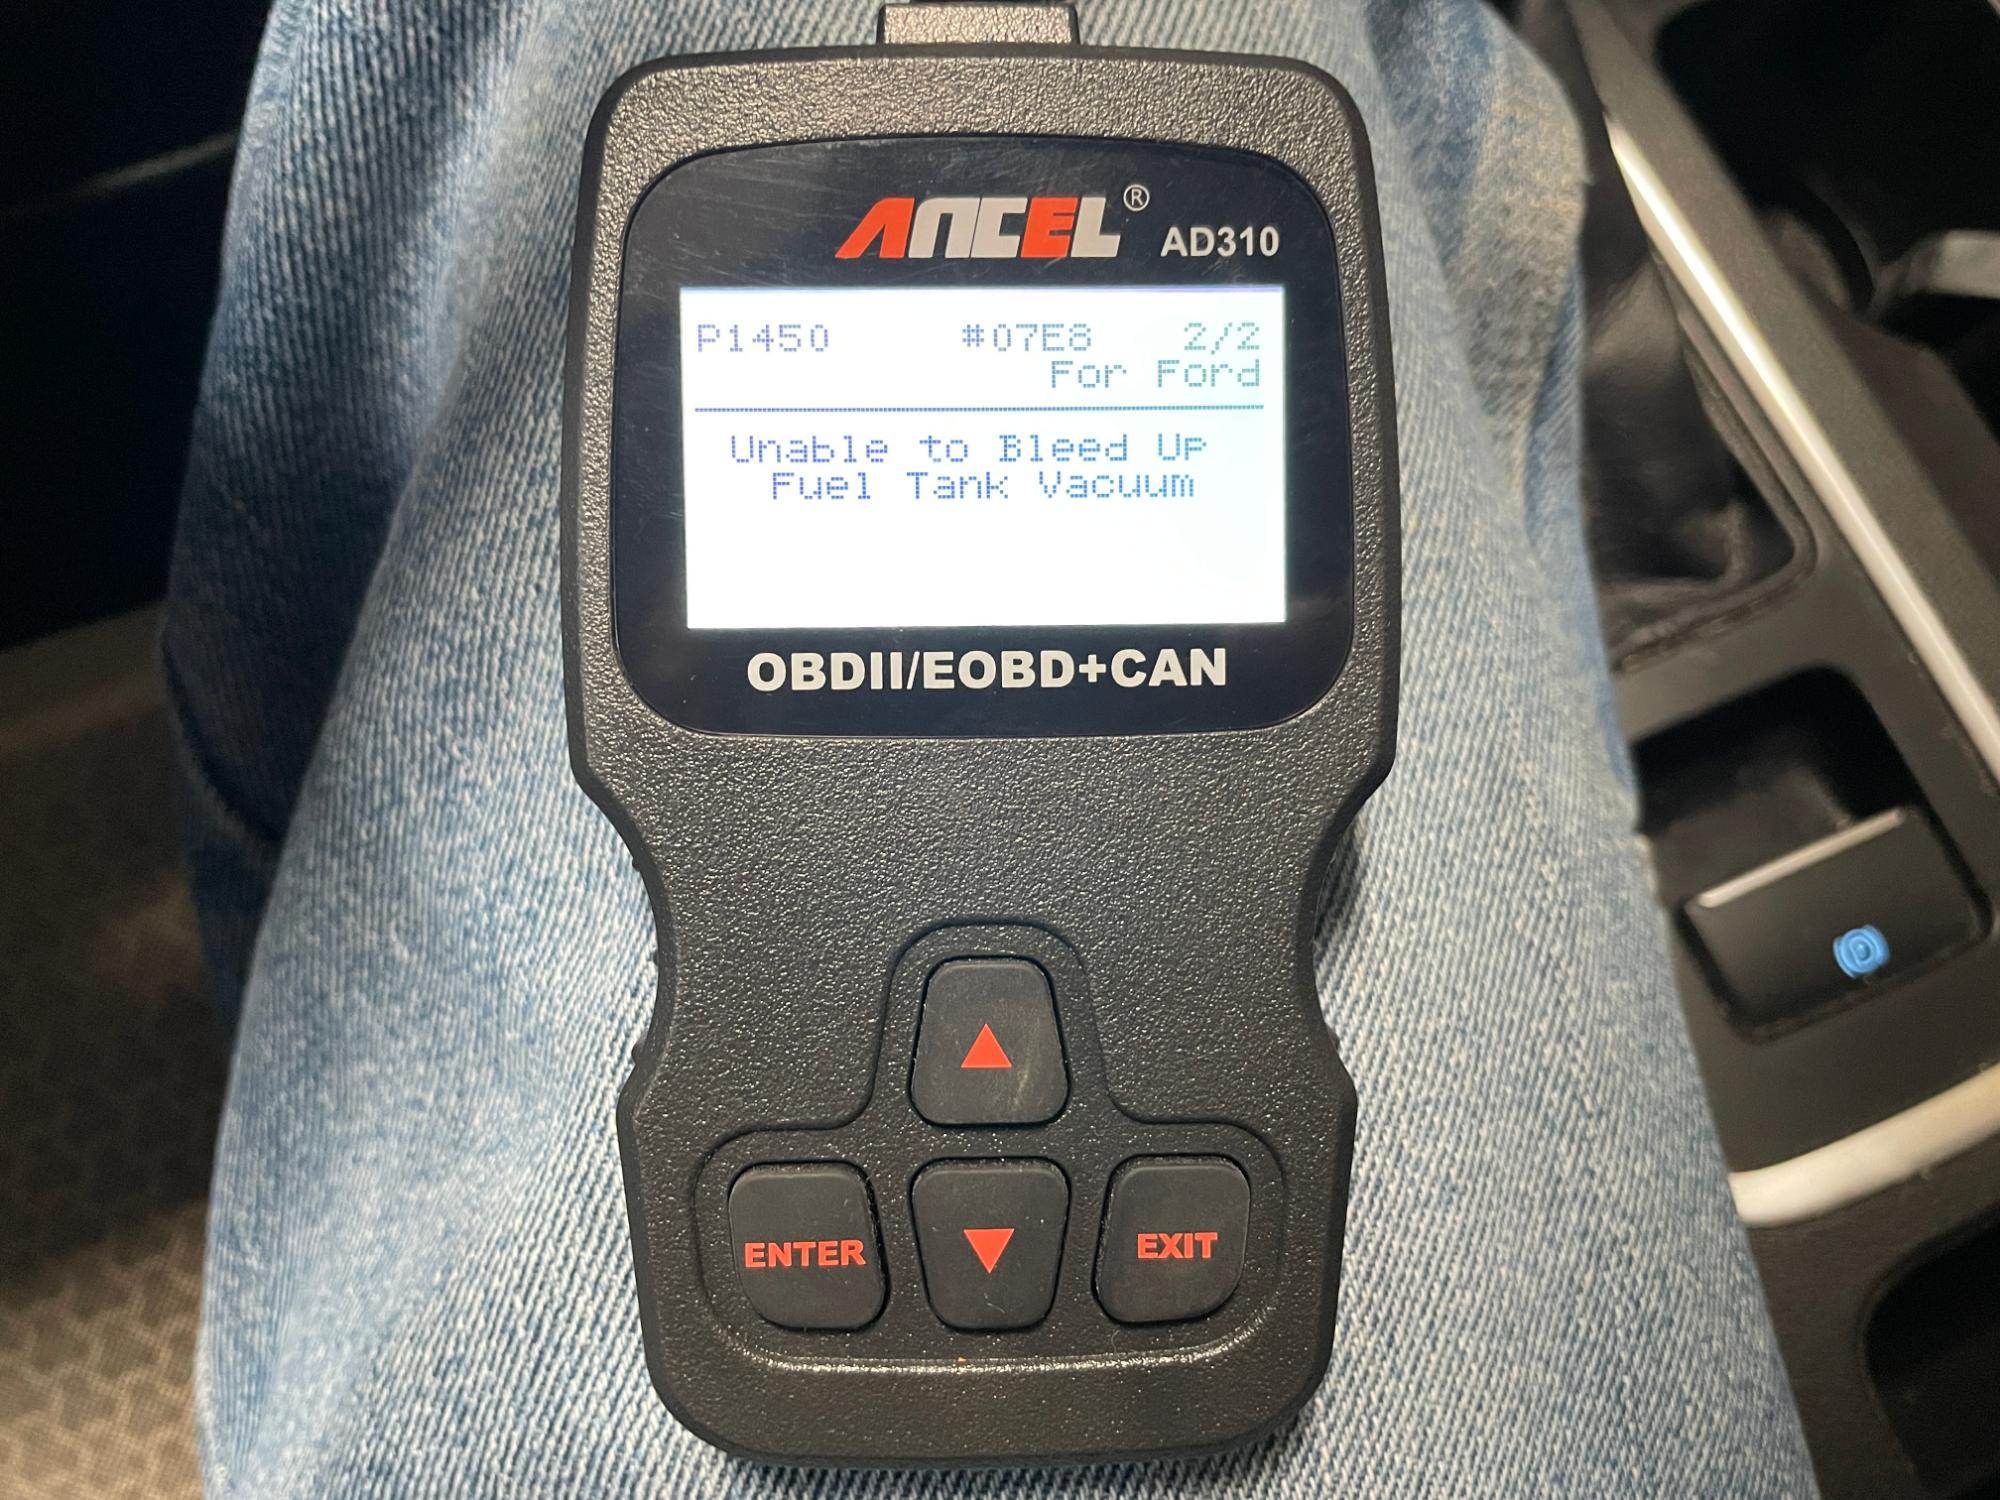 ANCEL® AD310
P1450 #07E8 2/2
For Ford
Unable to Bleed Up
Fuel Tank Vacuum
OBDII/EOBD+CAN
ENTER EXIT